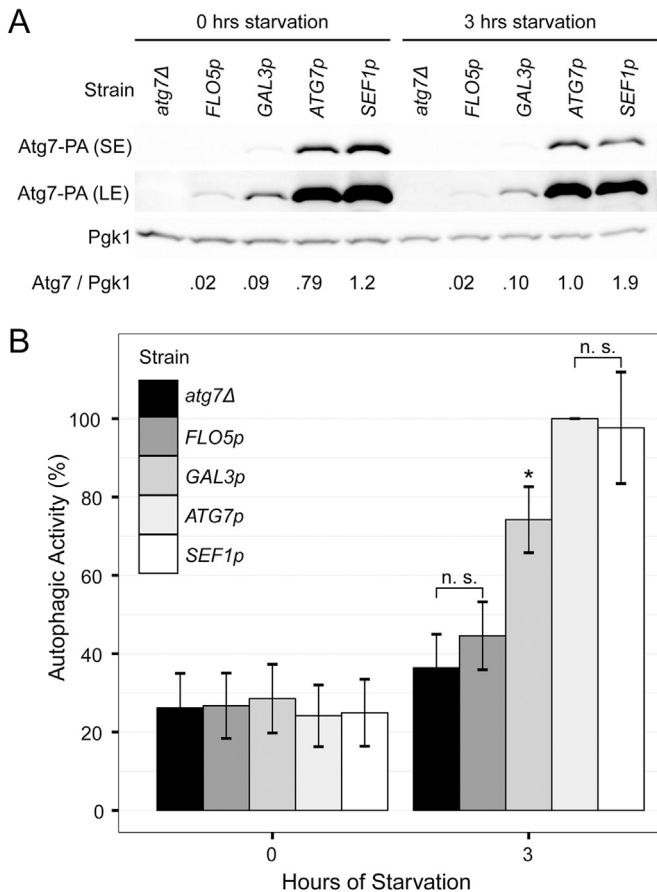 A
0 hrs starvation 3 hrs starvation
Strain atg7Δ FLO5p GAL3p ATG7p SEF1p atg7Δ FLO5p GAL3p ATG7p SEF1p
Atg7-PA (SE)
Atg7-PA (LE)
Pgk1
Atg7 / Pgk1 .02 .09 .79 1.2 .02 .10 1.0 1.9
B
Strain
atg7Δ
FLO5p
GAL3p
ATG7p
SEF1p
n. s.
*
n. s.
Autophagic Activity (%)
100
80
60
40
20
0
0 3
Hours of Starvation